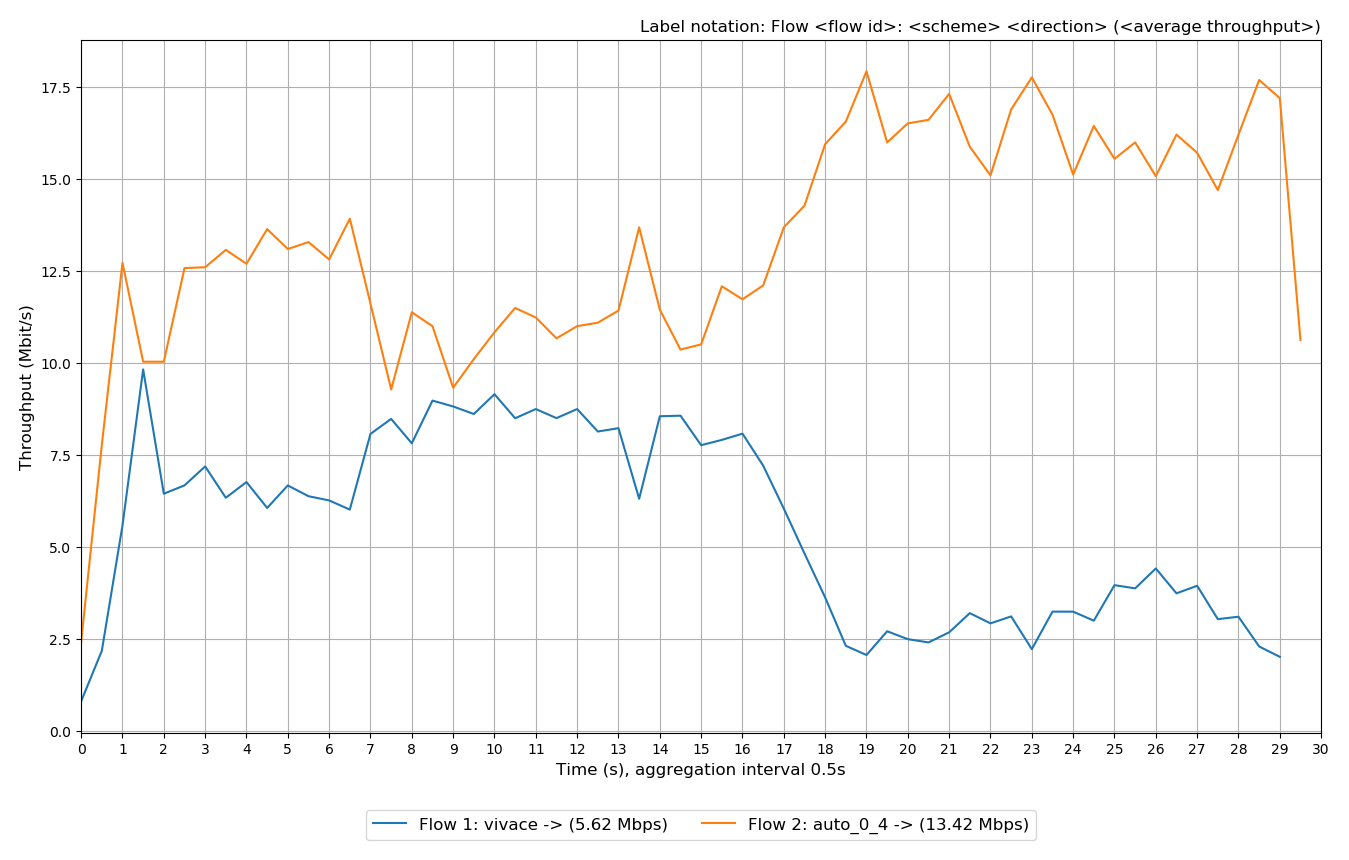 Label notation: Flow <flow id>: <scheme> <direction> (<average throughput>)
Throughput (Mbit/s)
17.5
15.0
12.5
10.0
7.5
5.0
2.5
0.0
0 1 2 3 4 5 6 7 8 9 10 11 12 13 14 15 16 17 18 19 20 21 22 23 24 25 26 27 28 29 30
Time (s), aggregation interval 0.5s
Flow 1: vivace -> (5.62 Mbps) Flow 2: auto_0_4 -> (13.42 Mbps)